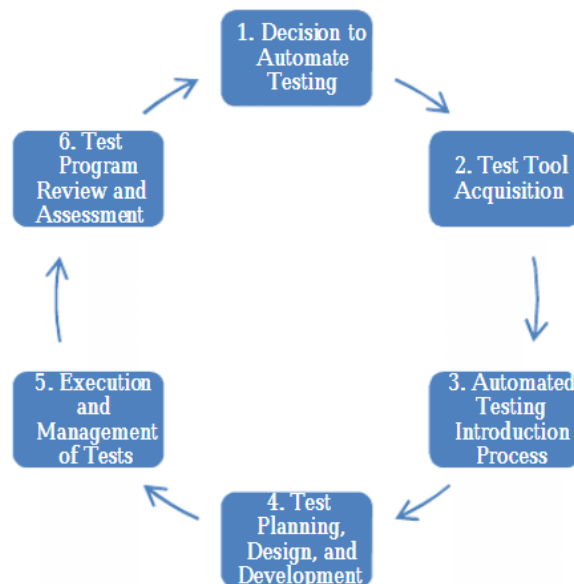 1. Decision to
Automate
Testing
2. Test Tool
Acquisition
3. Automated
Testing
Introduction
Process
4. Test
Planning,
Design, and
Development
5. Execution
and
Management
of Tests
6. Test
Program
Review and
Assessment